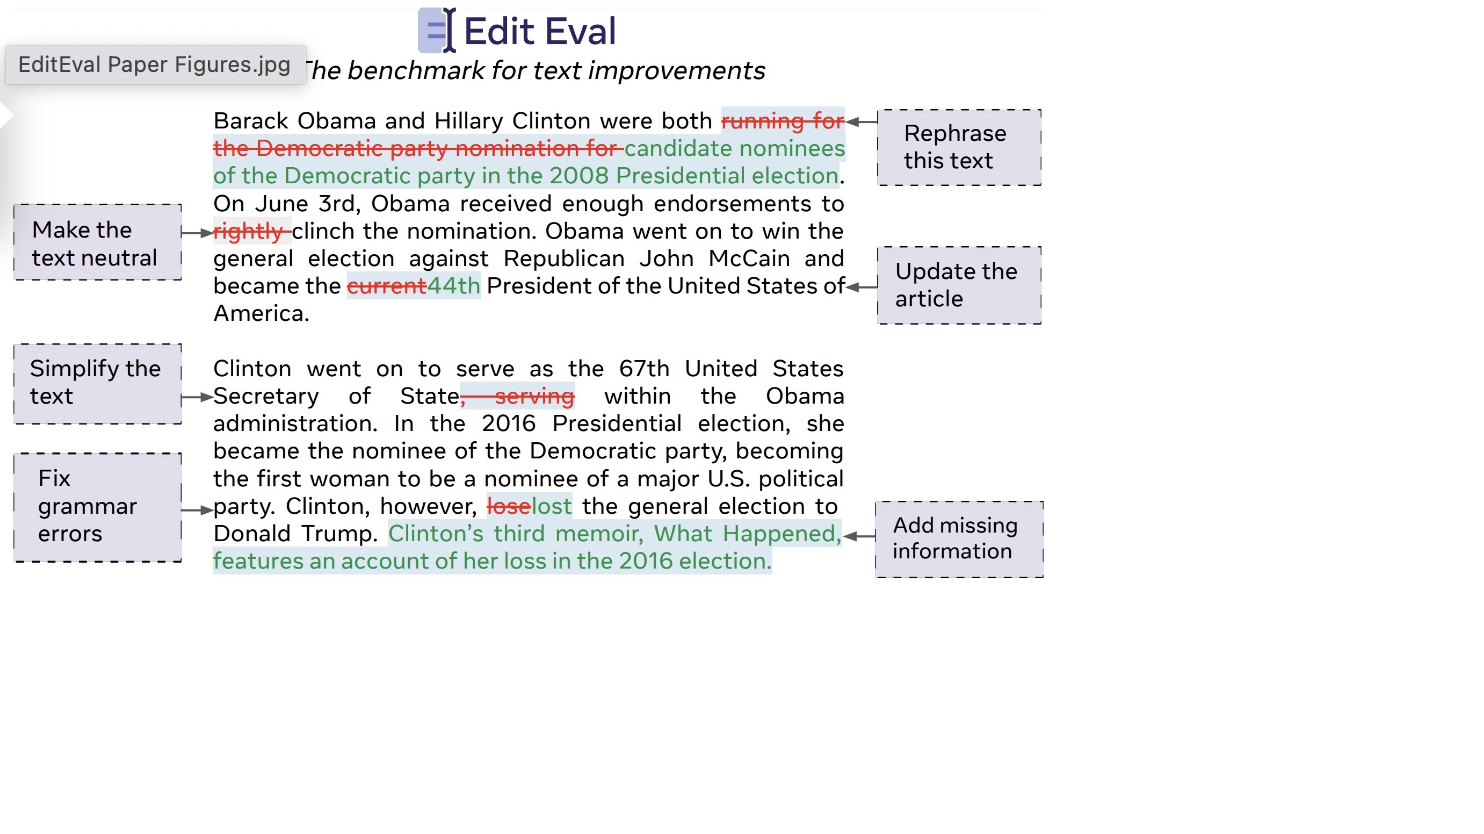 Edit Eval
EditEval Paper Figures.jpg
The benchmark for text improvements
Barack Obama and Hillary Clinton were both running for
the Democratic party nomination for candidate nominees
of the Democratic party in the 2008 Presidential election.
On June 3rd, Obama received enough endorsements to
rightly clinch the nomination. Obama went on to win the
general election against Republican John McCain and
became the current44th President of the United States of
America.
Rephrase
this text
Make the
text neutral
Update the
article
Clinton went on to serve as the 67th United States
Secretary of State, serving within the Obama
administration. In the 2016 Presidential election, she
became the nominee of the Democratic party, becoming
the first woman to be a nominee of a major U.S. political
party. Clinton, however, loselost the general election to
Donald Trump. Clinton’s third memoir, What Happened,
features an account of her loss in the 2016 election.
Simplify the
text
Fix
grammar
errors
Add missing
information